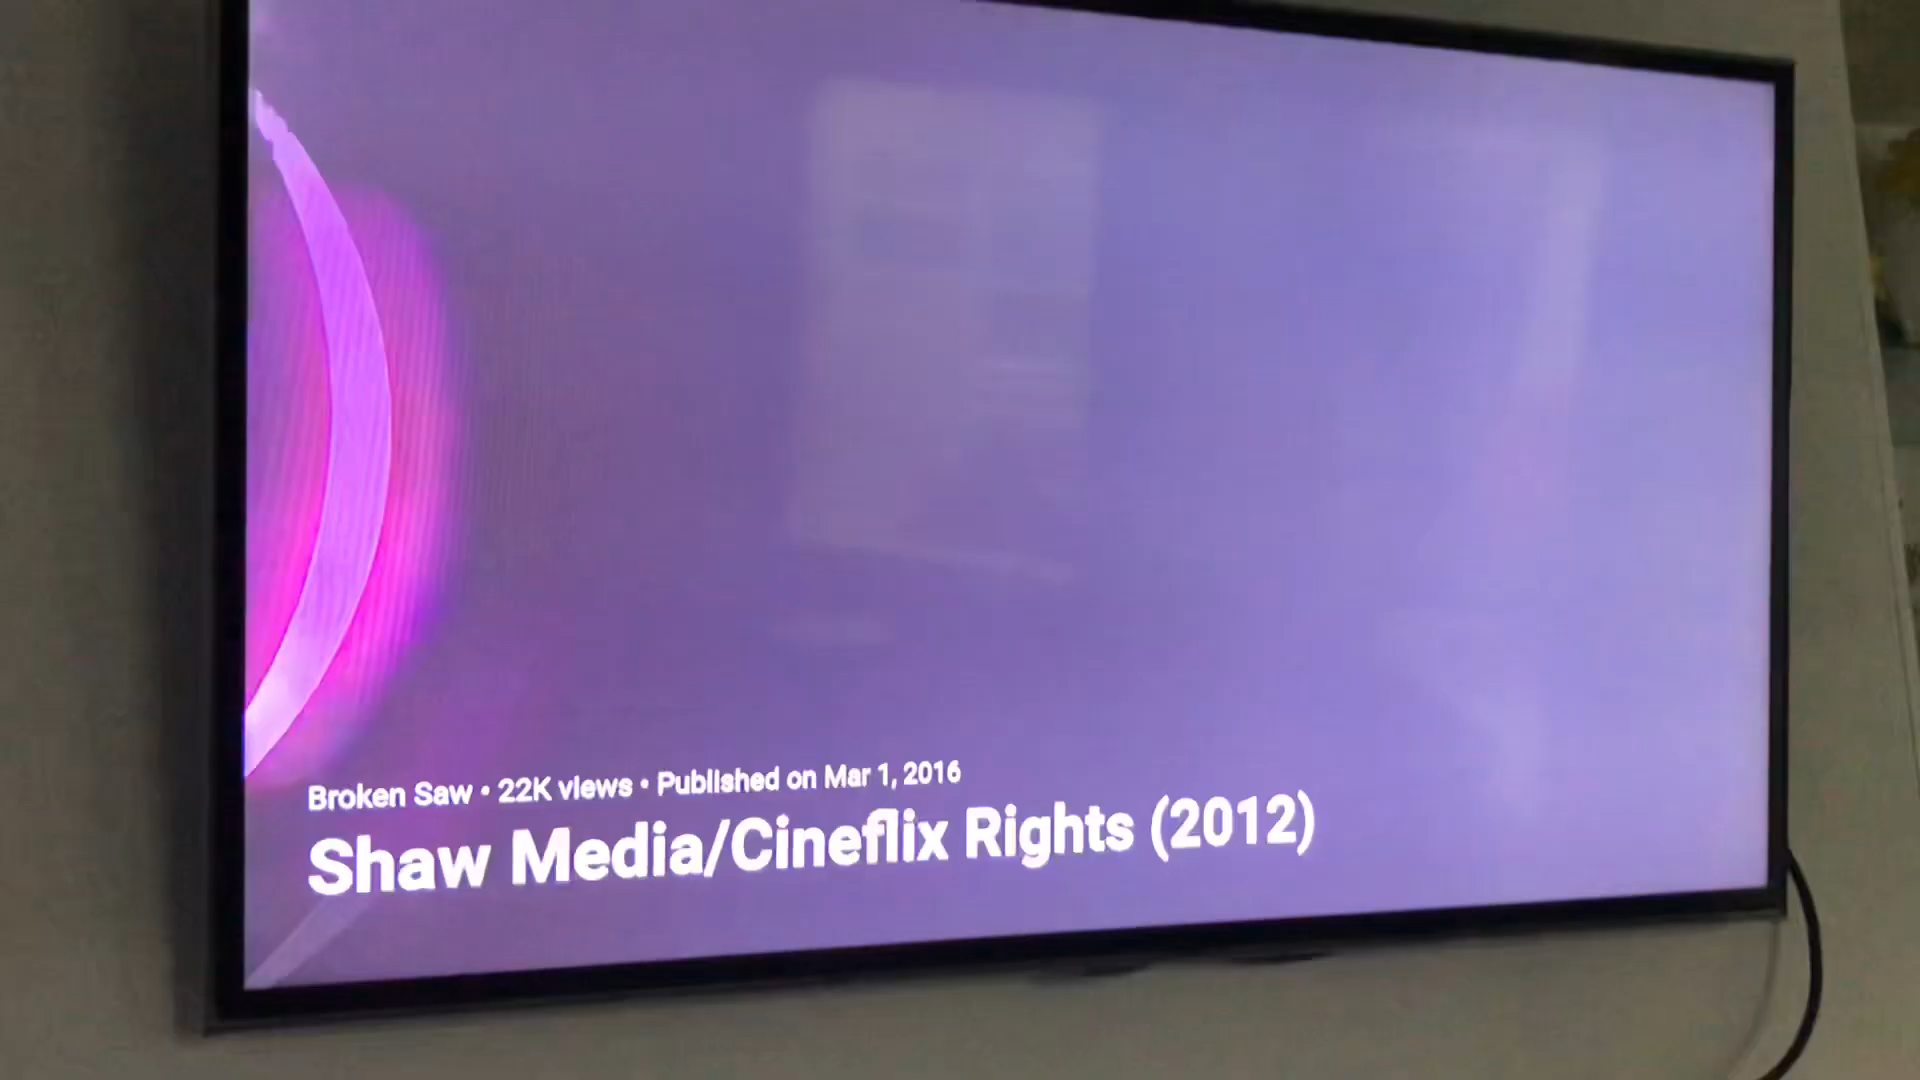 Broken Saw • 22K views • Published on Mar 1, 2016
Shaw Media/Cineflix Rights (2012)